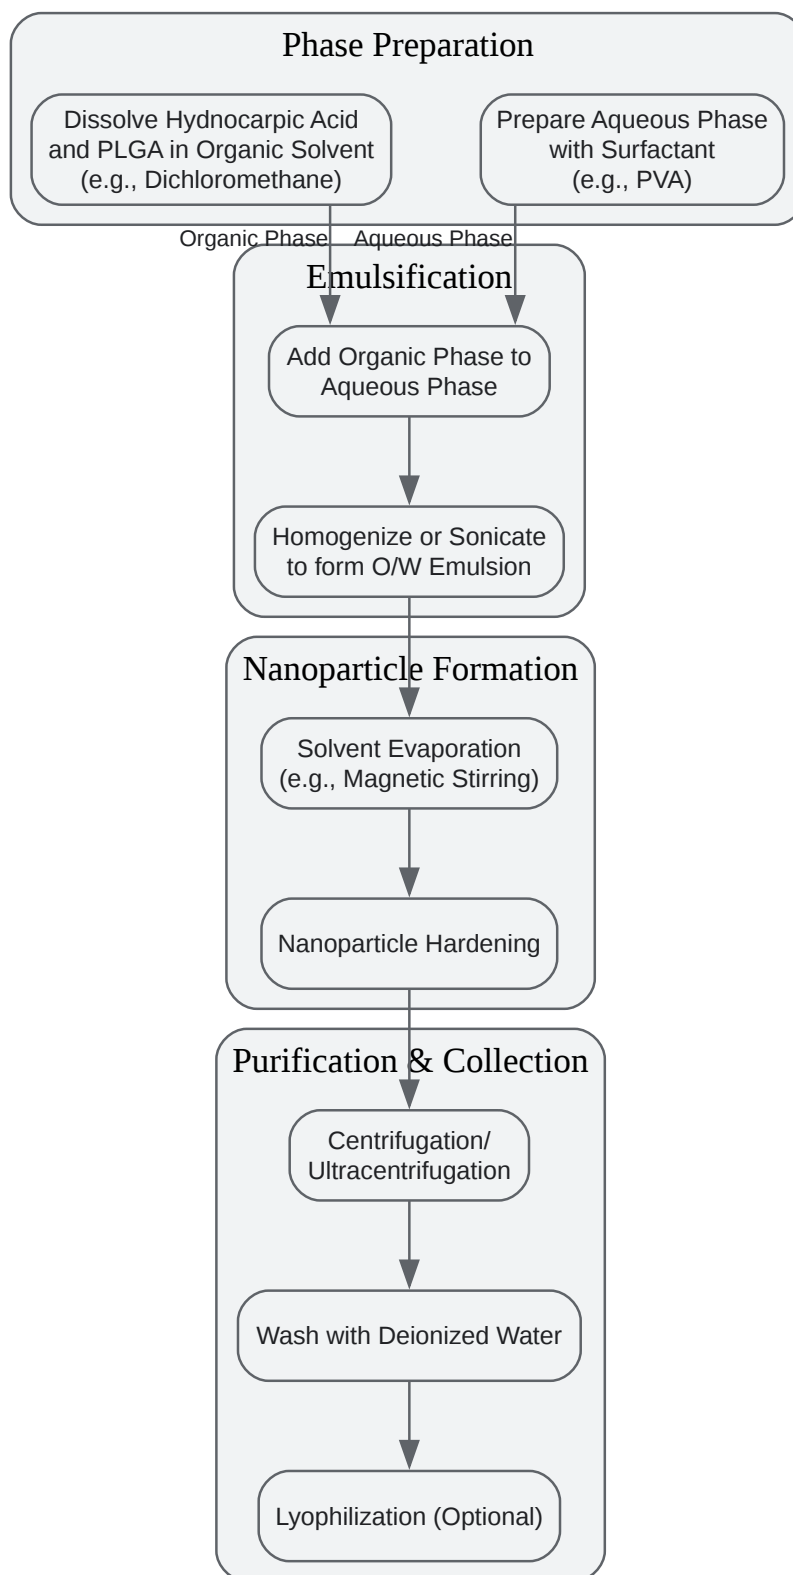 Phase Preparation
Dissolve Hydnocarpic Acid
and PLGA in Organic Solvent
(e.g., Dichloromethane)
Prepare Aqueous Phase
with Surfactant
(e.g., PVA)
Organic Phase
Aqueous Phase
Emulsification
Add Organic Phase to
Aqueous Phase
Homogenize or Sonicate
to form O/W Emulsion
Nanoparticle Formation
Solvent Evaporation
(e.g., Magnetic Stirring)
Nanoparticle Hardening
Purification & Collection
Centrifugation/
Ultracentrifugation
Wash with Deionized Water
Lyophilization (Optional)